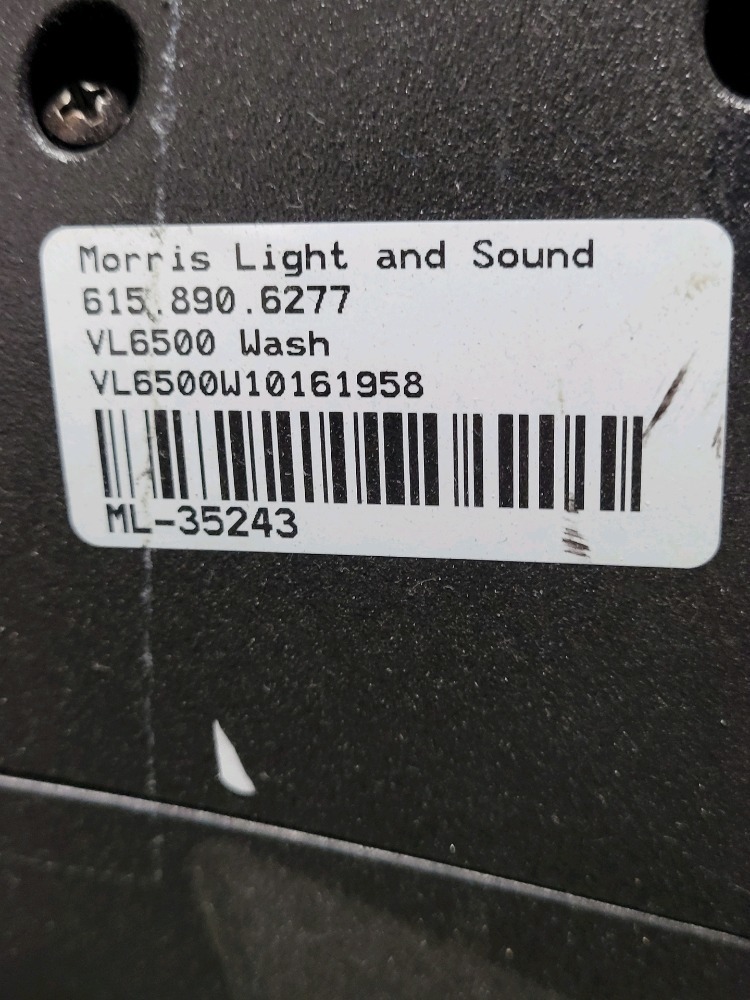 Morris Light and Sound
615.890.6277
VL6500 Wash
VL6500W10161958
ML-35243